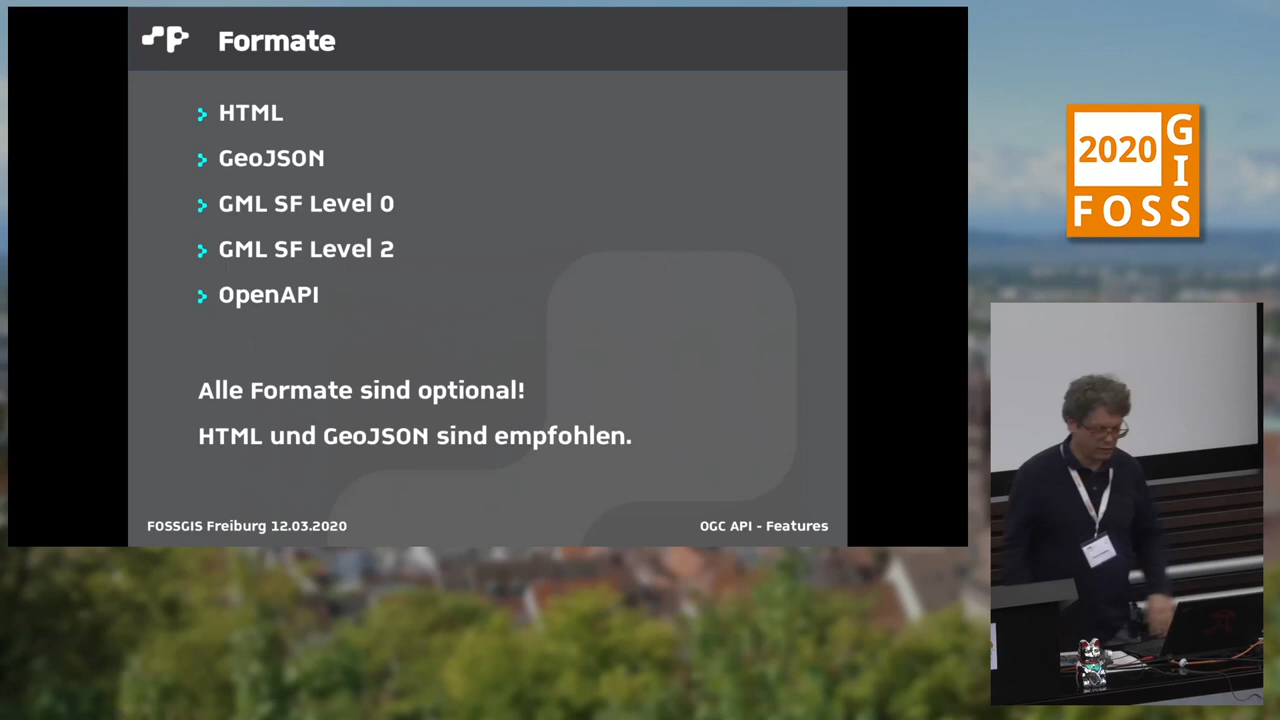 Formate
HTML
GeoJSON
GML SF Level 0
GML SF Level 2
OpenAPI
Alle Formate sind optional!
HTML und GeoJSON sind empfohlen.
FOSSGIS Freiburg 12.03.2020
OGC API - Features
2020
G
I
FOSS